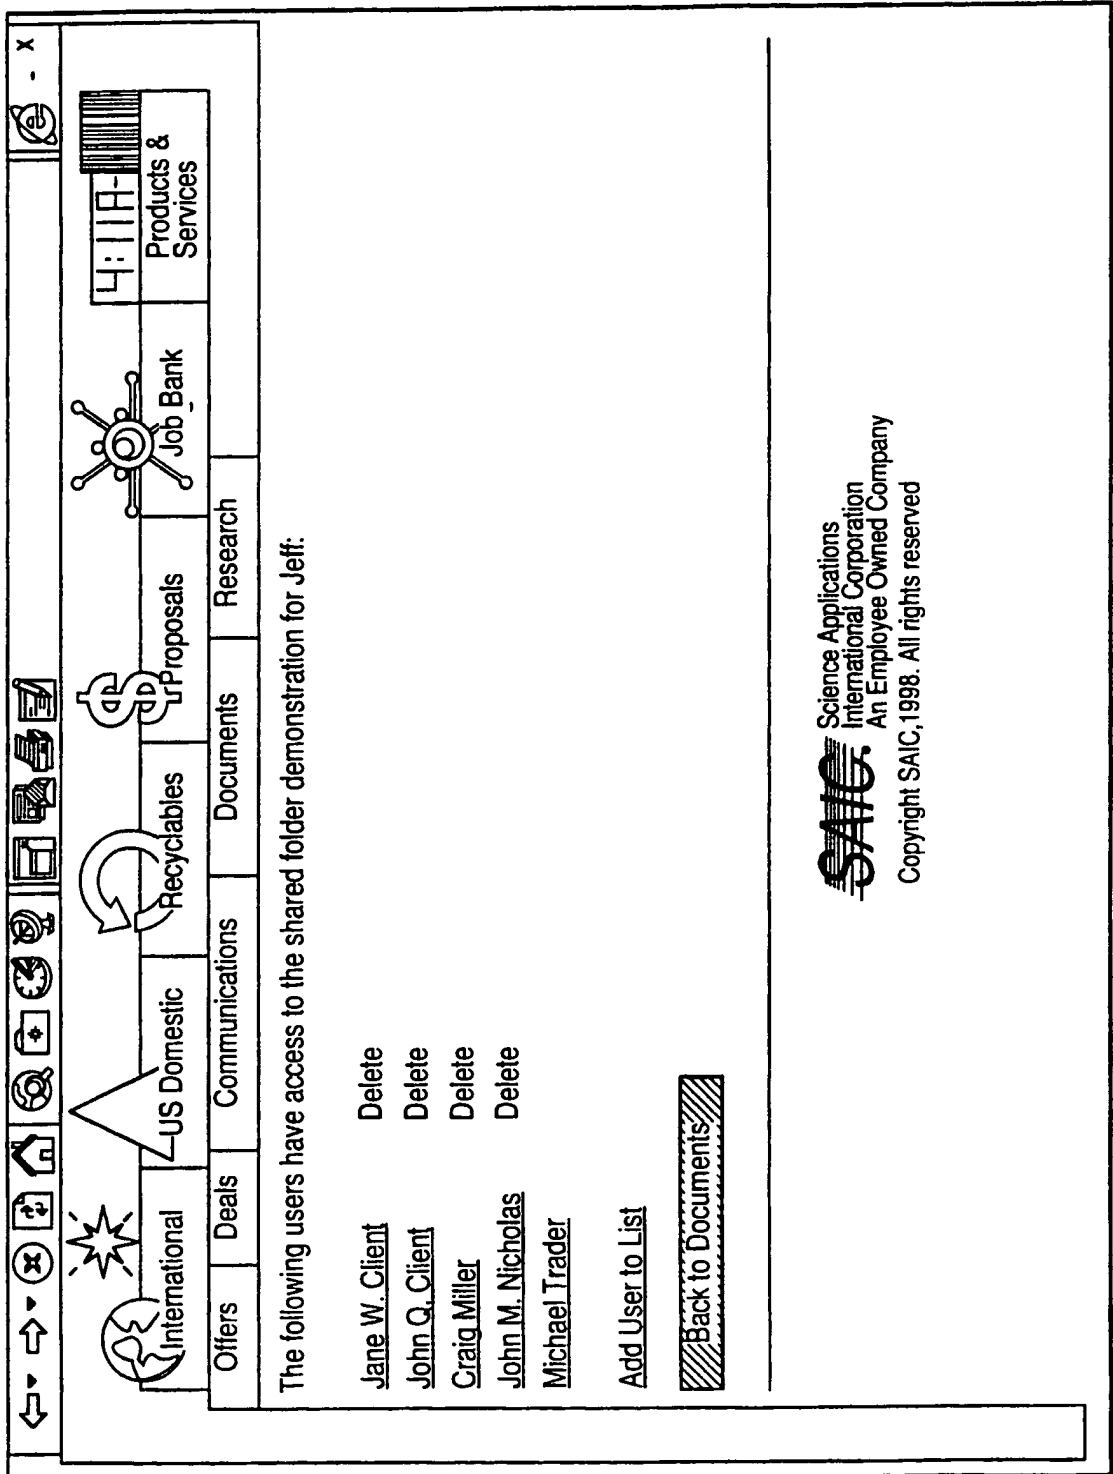 4:11A-
International
US Domestic
Recyclables
Proposals
Job Bank
Products &
Services
Offers
Deals
Communications
Documents
Research
The following users have access to the shared folder demonstration for Jeff:
Jane W. Client Delete
John Q. Client Delete
Craig Miller Delete
John M. Nicholas Delete
Michael Trader
Add User to List
Back to Documents
SAIC. Science Applications
International Corporation
An Employee Owned Company
Copyright SAIC,1998. All rights reserved